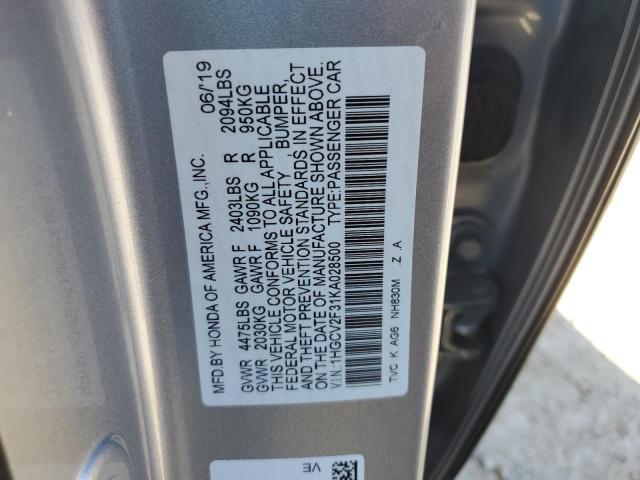 MFD.BY HONDA OF AMERICA MFG.,INC. 06/19
GVWR 4475LBS GAWR F 2403LBS R 2094LBS
GVWR 2030KG GAWR F 1090KG R 950KG
THIS VEHICLE CONFORMS TO ALL APPLICABLE
FEDERAL MOTOR VEHICLE SAFETY , BUMPER,
AND THEFT PREVENTION STANDARDS IN EFFECT
ON THE DATE OF MANUFACTURE SHOWN ABOVE.
V.I.N.:1HGCV2F31KA028500 TYPE:PASSENGER CAR
TVC K AG6 NH830M .Z .A
VE